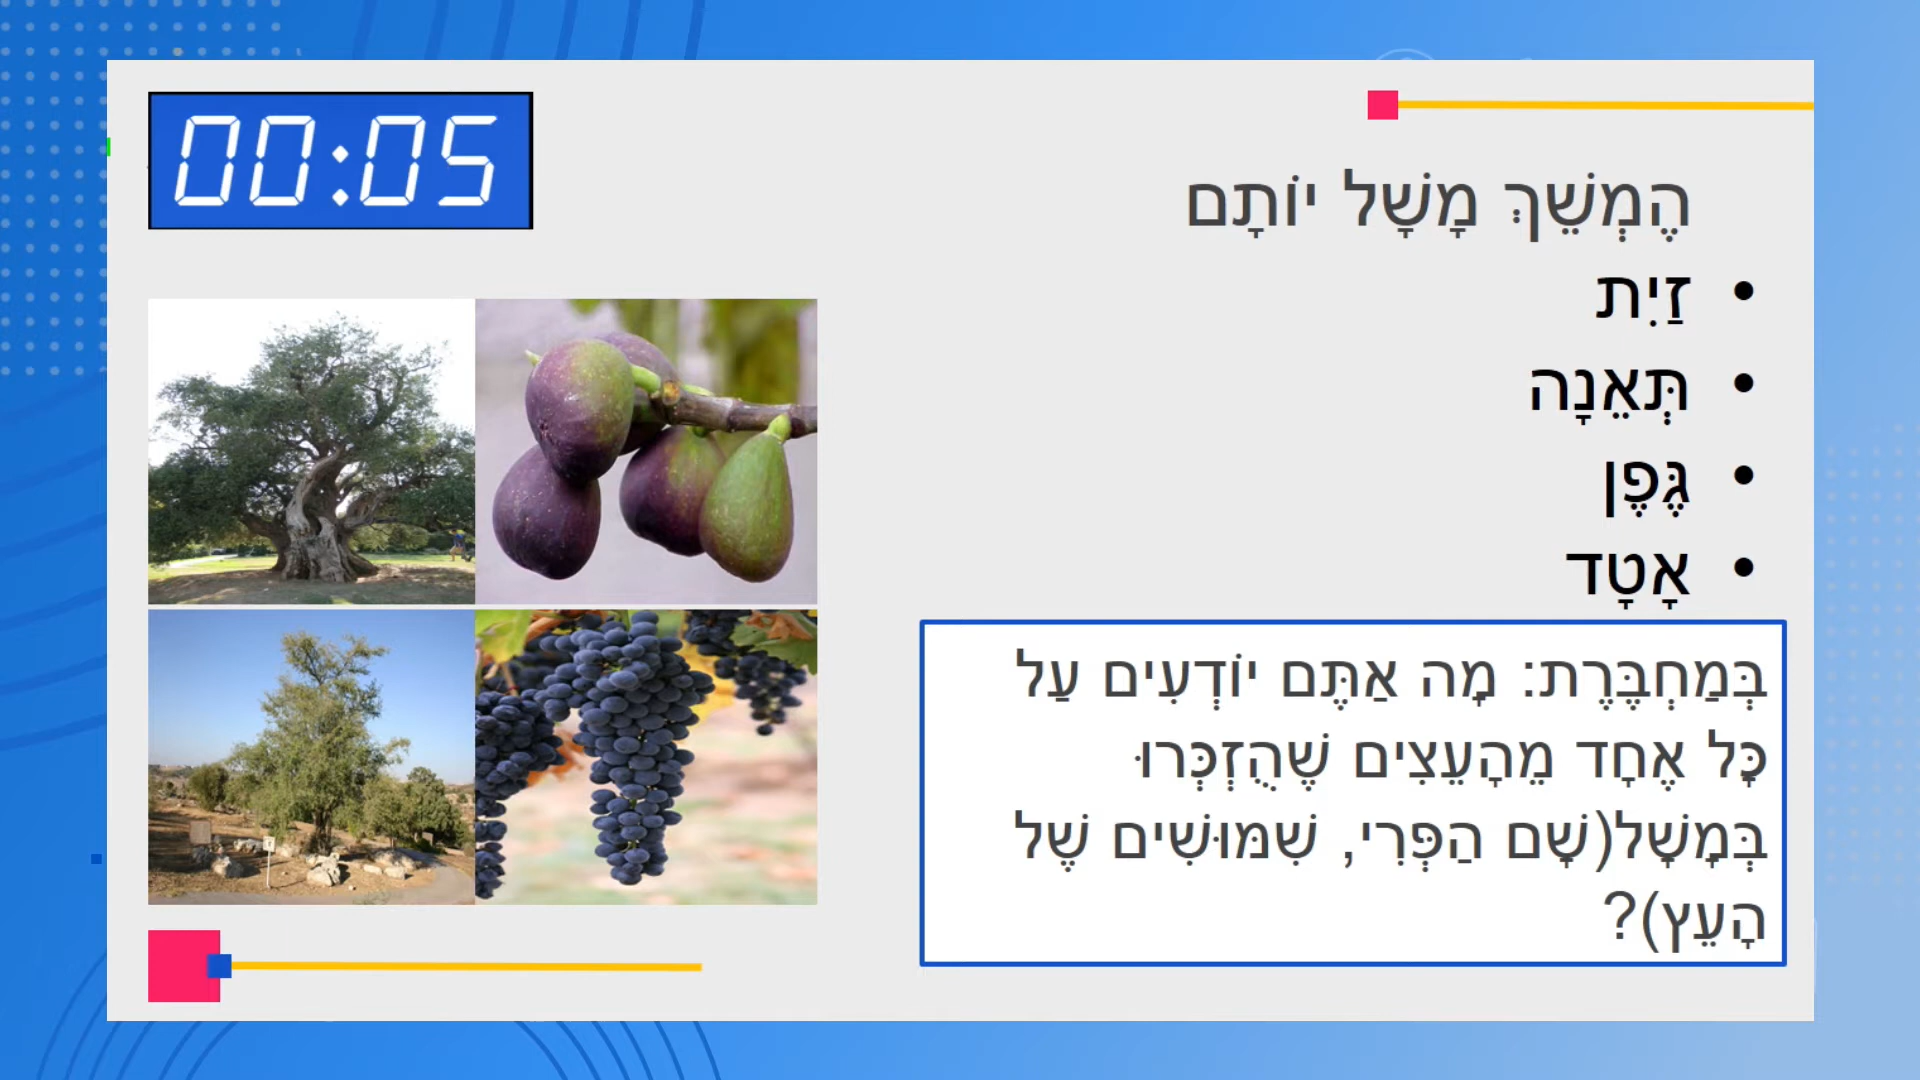 00:05
הֶמְשֵׁךְ מָשָׁל יוֹתָם
• זַיִת
• תְּאֵנָה
• גֶּפֶן
• אָטָד
בְּמַחְבֶּרֶת: מָה אַתֶּם יוֹדְעִים עַל
כׇּל אֶחָד מֵהָעֵצִים שֶׁהֻזְכְּרוּ
בְּמָשָׁל(שָׁם הַפְּרִי, שִׁמּוּשִׁים שֶׁל
הָעֵץ)?